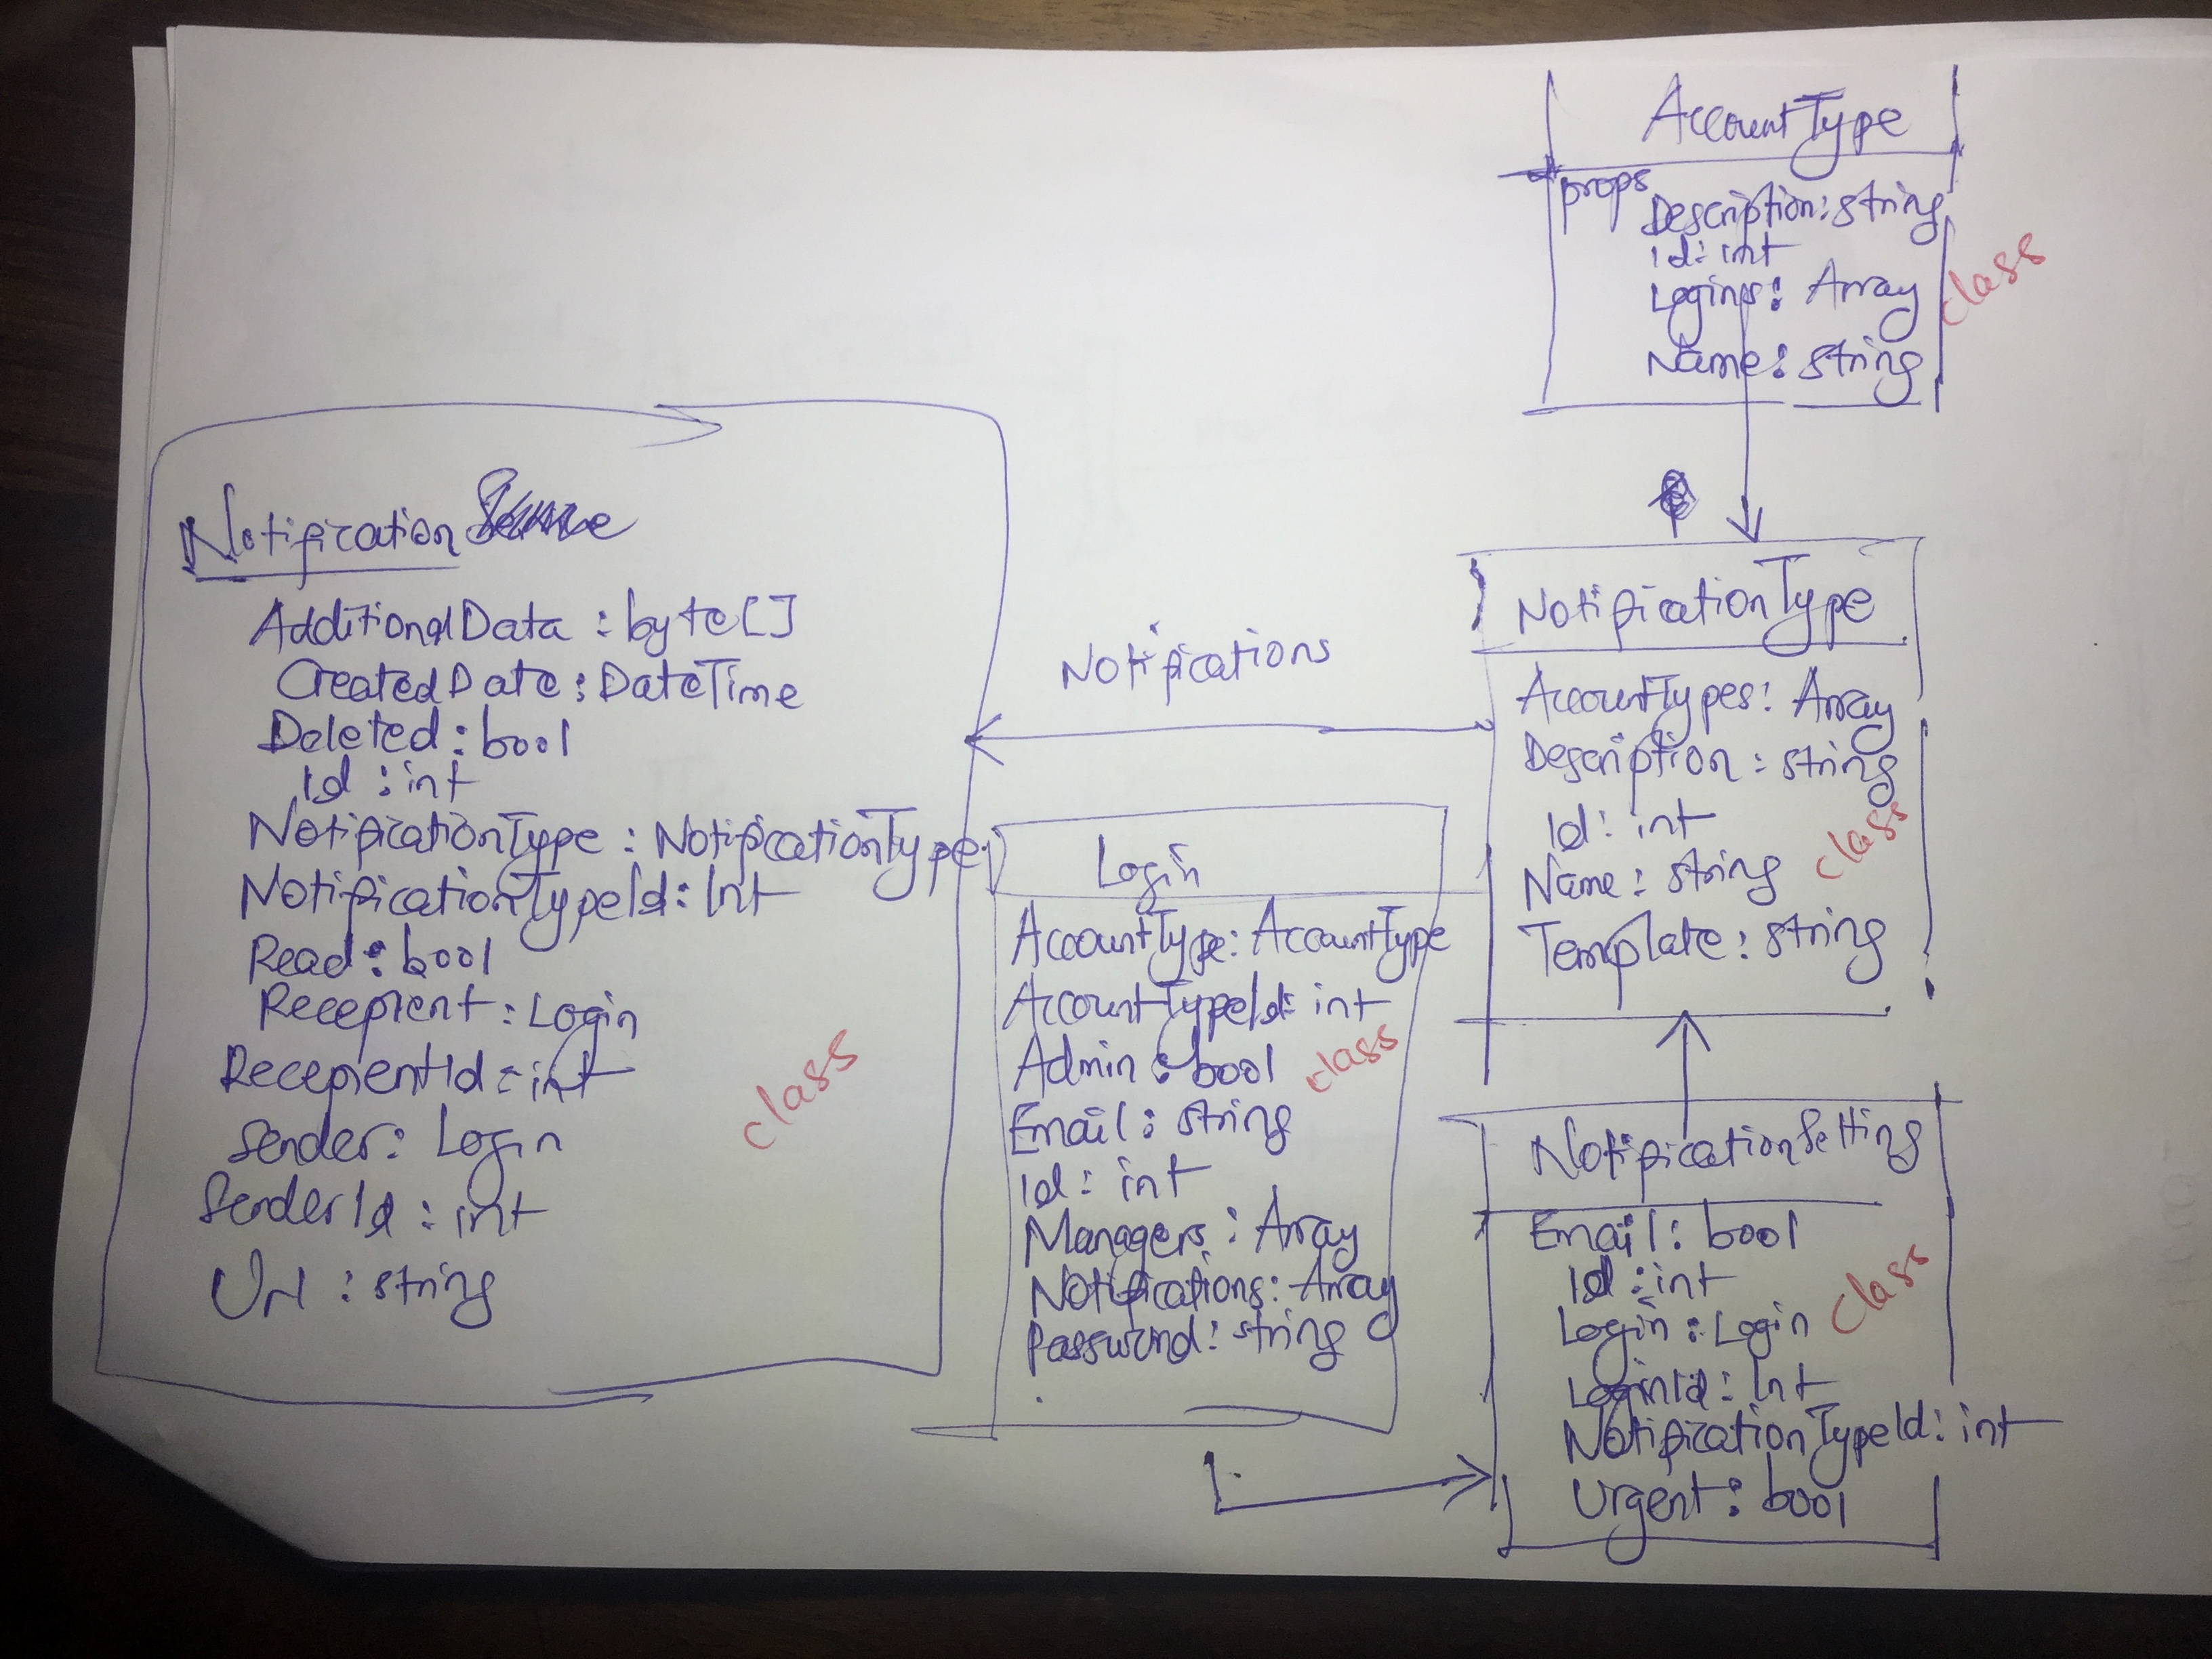 AccountType
props
Description:string
id:int
Logins: Array
Name:string
class
NotificationType
AccountTypes: Array
Description: string
Id: int
Name: string
Template: string
class
NotificationSetting
Email: bool
Id: int
Login: Login
LoginId: Int
NotificationTypeId: int
Urgent: bool
class
Notifications
Login
AccountType: AccountType
AccountTypeId: int
Admin: bool
Email: string
Id: int
Managers: Array
Notifications: Array
Password: string
class
Notification
AdditionalData: byte[]
CreatedDate: DateTime
Deleted: bool
Id: int
NotificationType: NotificationType
NotificationTypeId: Int
Read: bool
Recepient: Login
RecepientId: int
Sender: Login
SenderId: int
Url: string
class